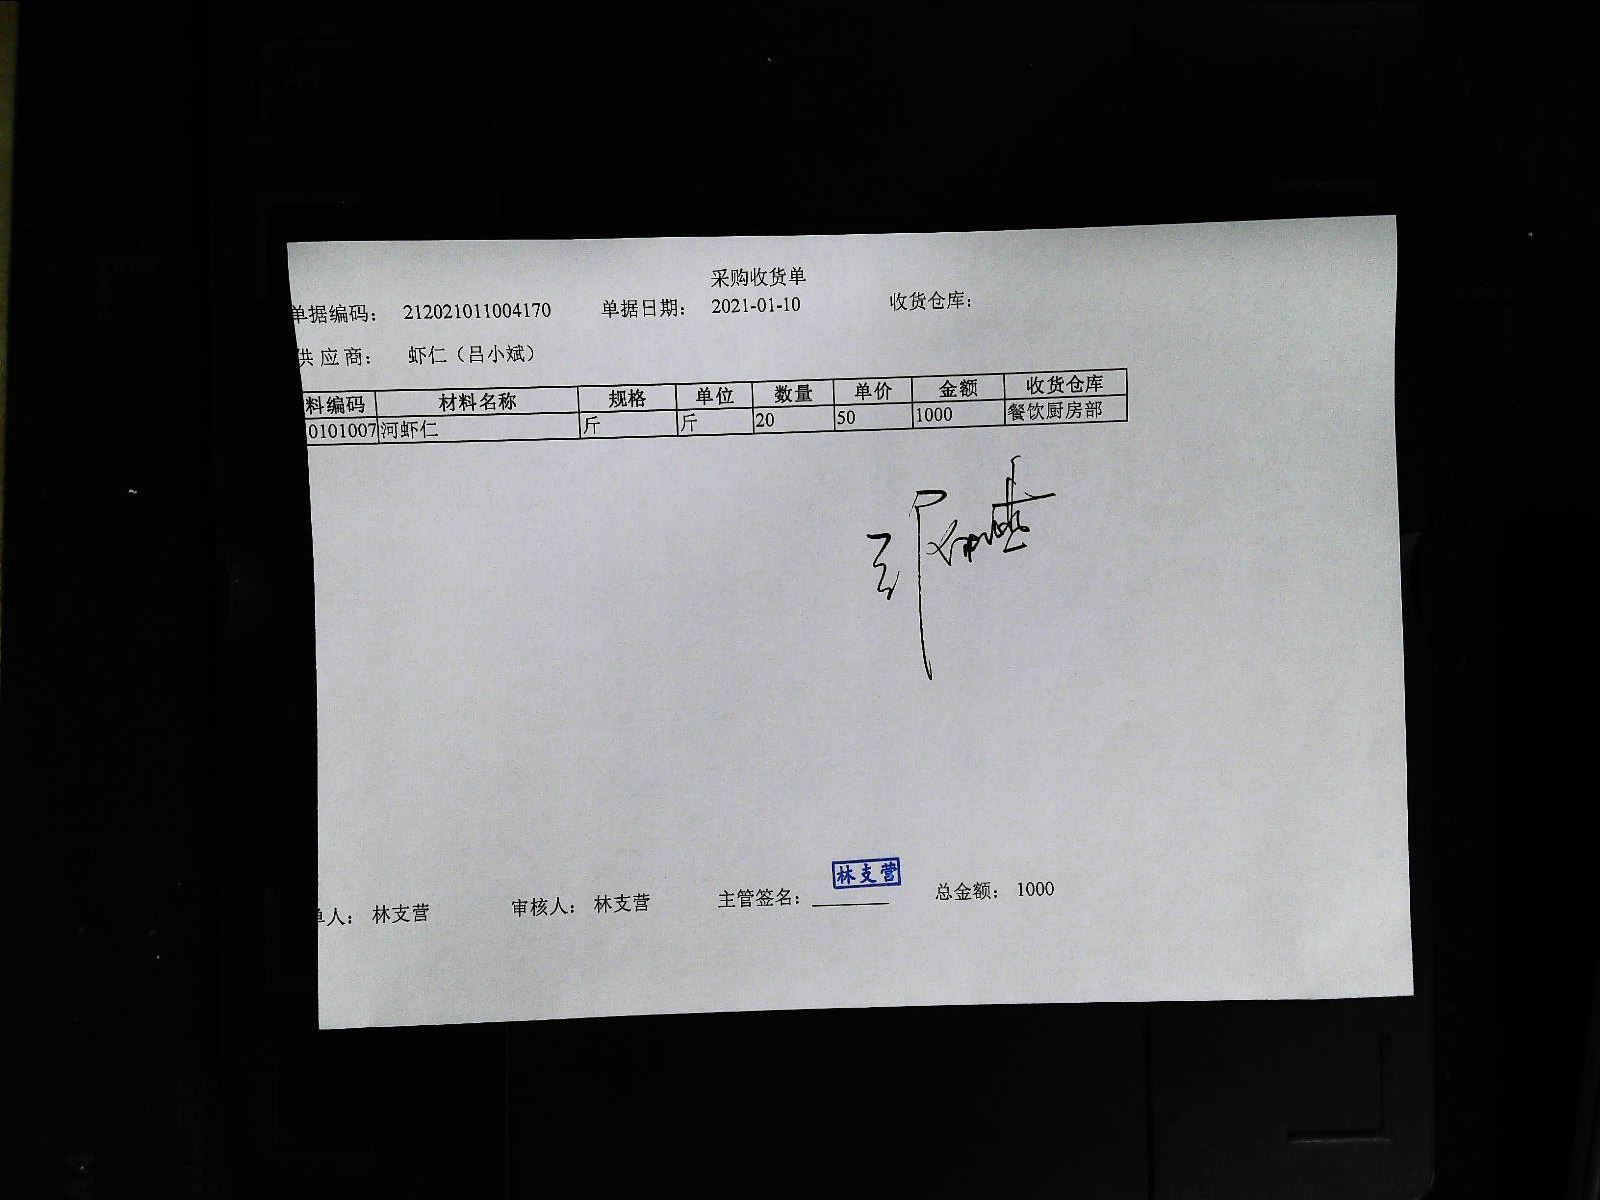 采购收货单
单据编码： 212021011004170 单据日期： 2021-01-10 收货仓库：
供应商： 虾仁（吕小斌）
料编码 材料名称 规格 单位 数量 单价 金额 收货仓库
0101007 河虾仁 斤 斤 20 50 1000 餐饮厨房部
林支营
单人： 林支营 审核人： 林支营 主管签名： 总金额： 1000